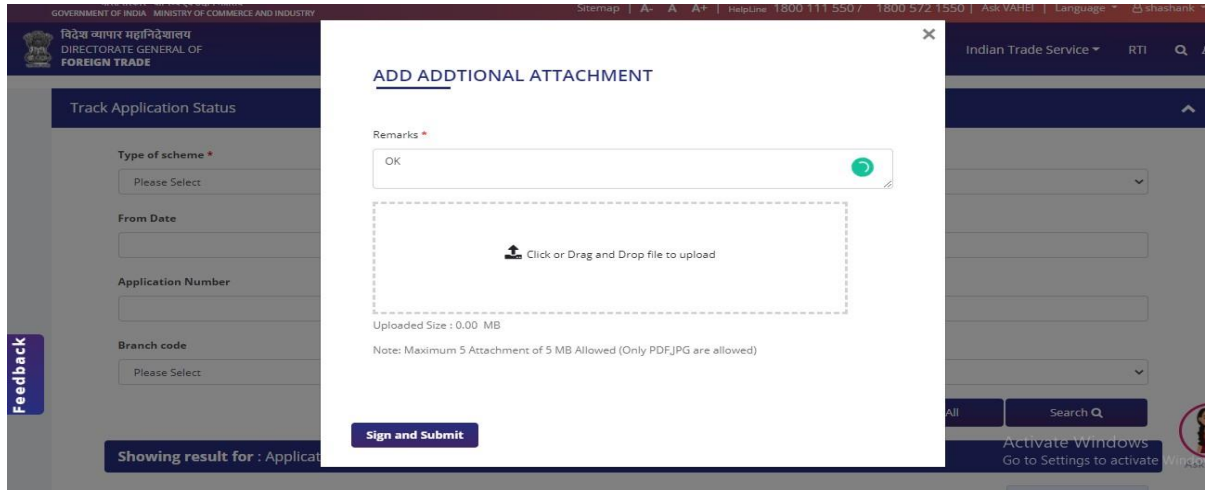 GOVERNMENT OF INDIA MINISTRY OF COMMERCE AND INDUSTRY
Sitemap | A- A A+ | HelpLine 1800 111 550 / 1800 572 1550 | Ask VAHEI | Language shashank
विदेश व्यापार महानिदेशालय
DIRECTORATE GENERAL OF
FOREIGN TRADE
×
Indian Trade Service RTI
ADD ADDTIONAL ATTACHMENT
Track Application Status
Remarks *
OK
Type of scheme *
Please Select
From Date
Click or Drag and Drop file to upload
Application Number
Uploaded Size : 0.00 MB
Branch code
Note: Maximum 5 Attachment of 5 MB Allowed (Only PDF,JPG are allowed)
Please Select
Feedback
All
Search
Sign and Submit
Activate Windows
Showing result for : Applicat
Go to Settings to activate Windo